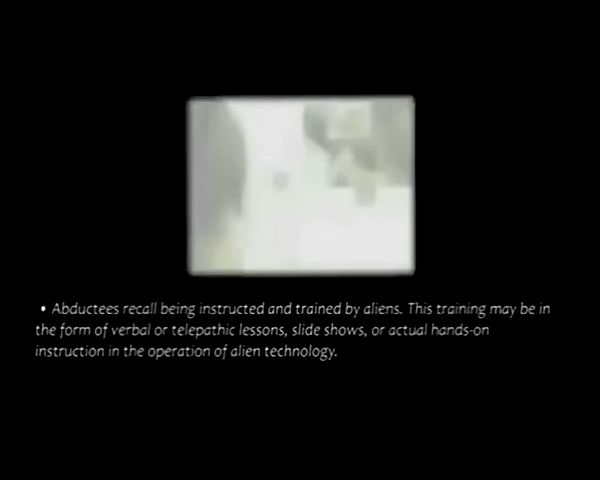 • Abductees recall being instructed and trained by aliens. This training may be in
the form of verbal or telepathic lessons, slide shows, or actual hands-on
instruction in the operation of alien technology.